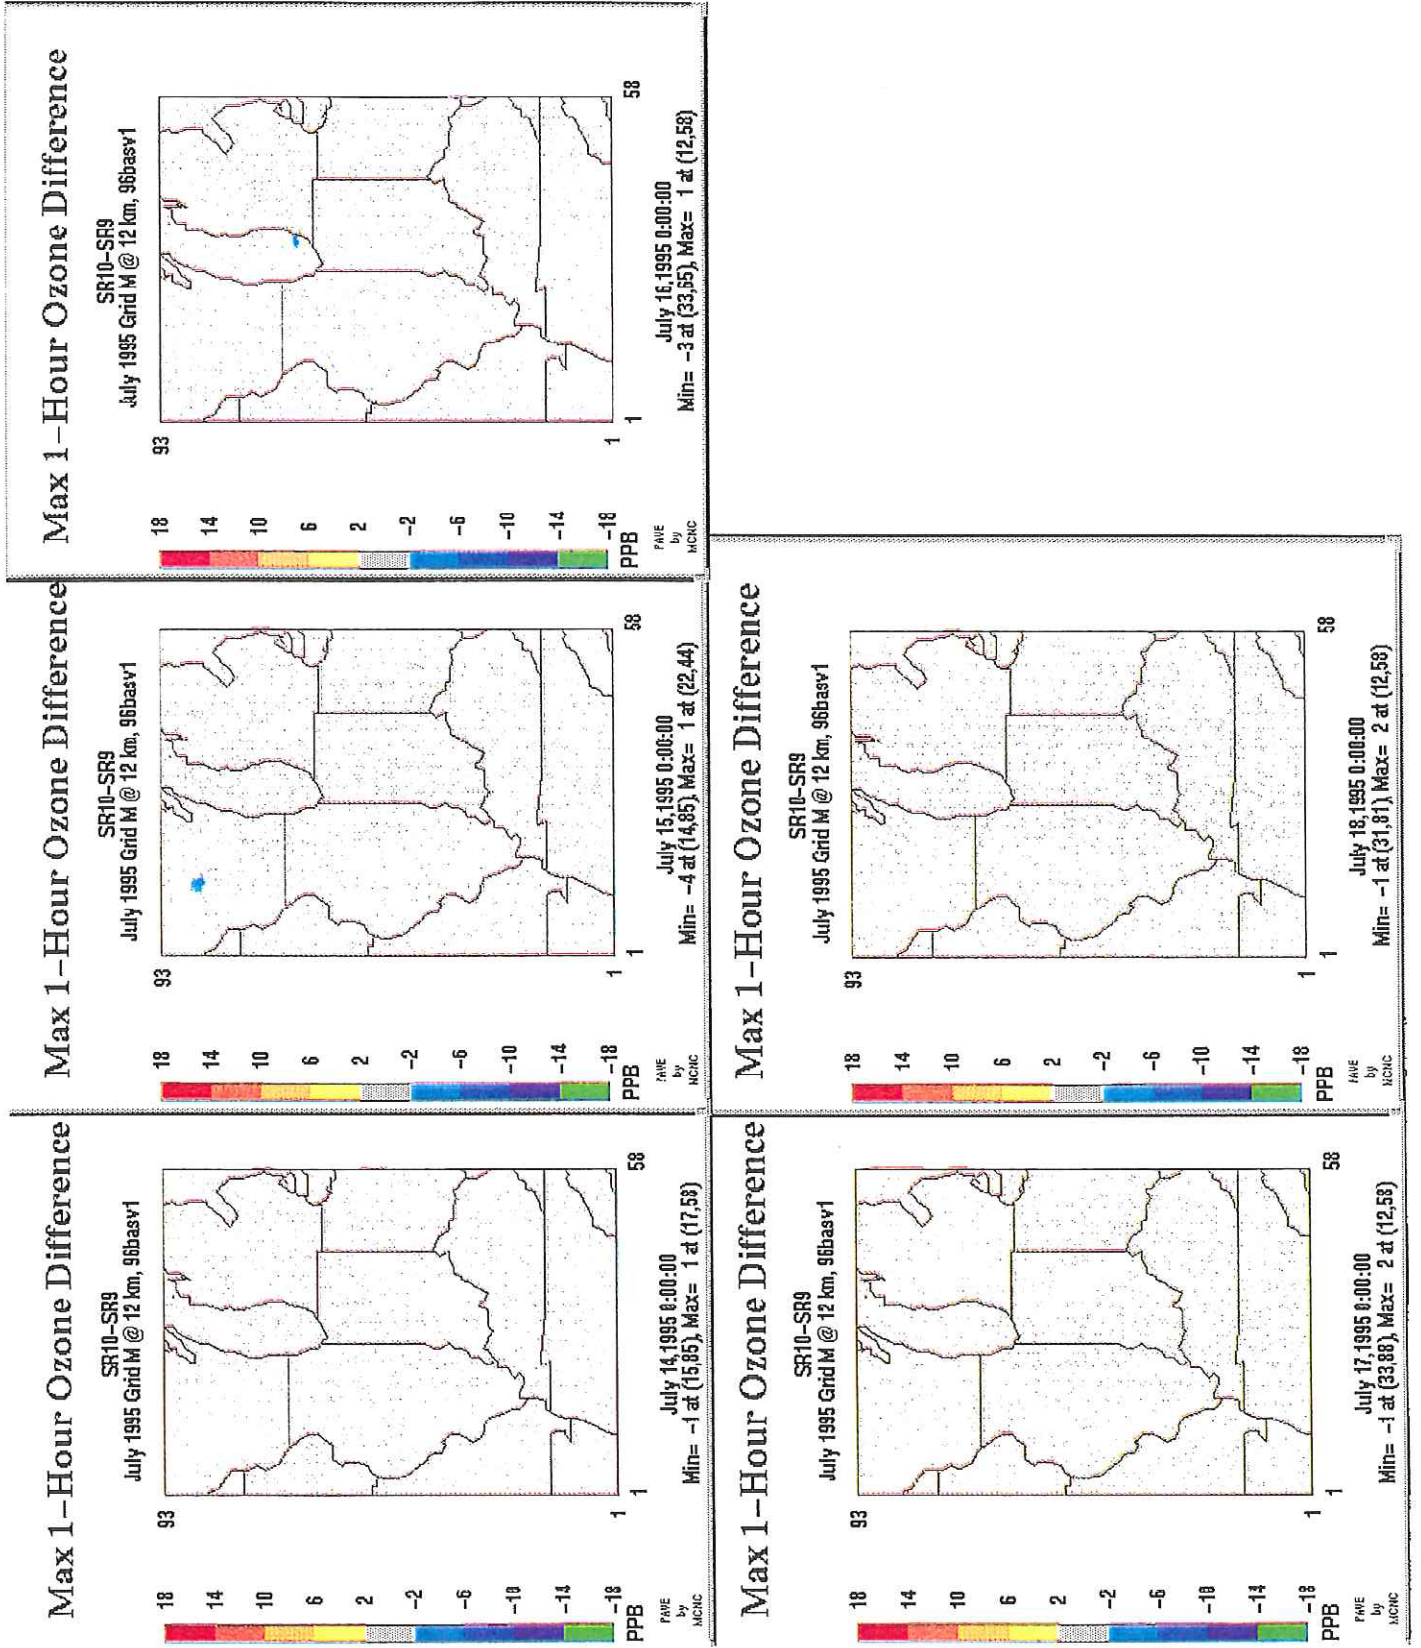 Max 1-Hour Ozone Difference
SR10-SR9
July 1995 Grid M @ 12 km, 96basv1
18
14
10
6
2
-2
-6
-10
-14
-18
PPB
PAVE
by
MCNC
93
1
1
58
July 14,1995 0:00:00
Min= -1 at (15,85), Max= 1 at (17,58)
Max 1-Hour Ozone Difference
SR10-SR9
July 1995 Grid M @ 12 km, 96basv1
18
14
10
6
2
-2
-6
-10
-14
-18
PPB
PAVE
by
MCNC
93
1
1
58
July 15,1995 0:00:00
Min= -4 at (14,85), Max= 1 at (22,44)
Max 1-Hour Ozone Difference
SR10-SR9
July 1995 Grid M @ 12 km, 96basv1
18
14
10
6
2
-2
-6
-10
-14
-18
PPB
PAVE
by
MCNC
93
1
1
58
July 16,1995 0:00:00
Min= -3 at (33,65), Max= 1 at (12,58)
Max 1-Hour Ozone Difference
SR10-SR9
July 1995 Grid M @ 12 km, 96basv1
18
14
10
6
2
-2
-6
-10
-14
-18
PPB
PAVE
by
MCNC
93
1
1
58
July 17,1995 0:00:00
Min= -1 at (33,88), Max= 2 at (12,58)
Max 1-Hour Ozone Difference
SR10-SR9
July 1995 Grid M @ 12 km, 96basv1
18
14
10
6
2
-2
-6
-10
-14
-18
PPB
PAVE
by
MCNC
93
1
1
58
July 18,1995 0:00:00
Min= -1 at (31,81), Max= 2 at (12,58)